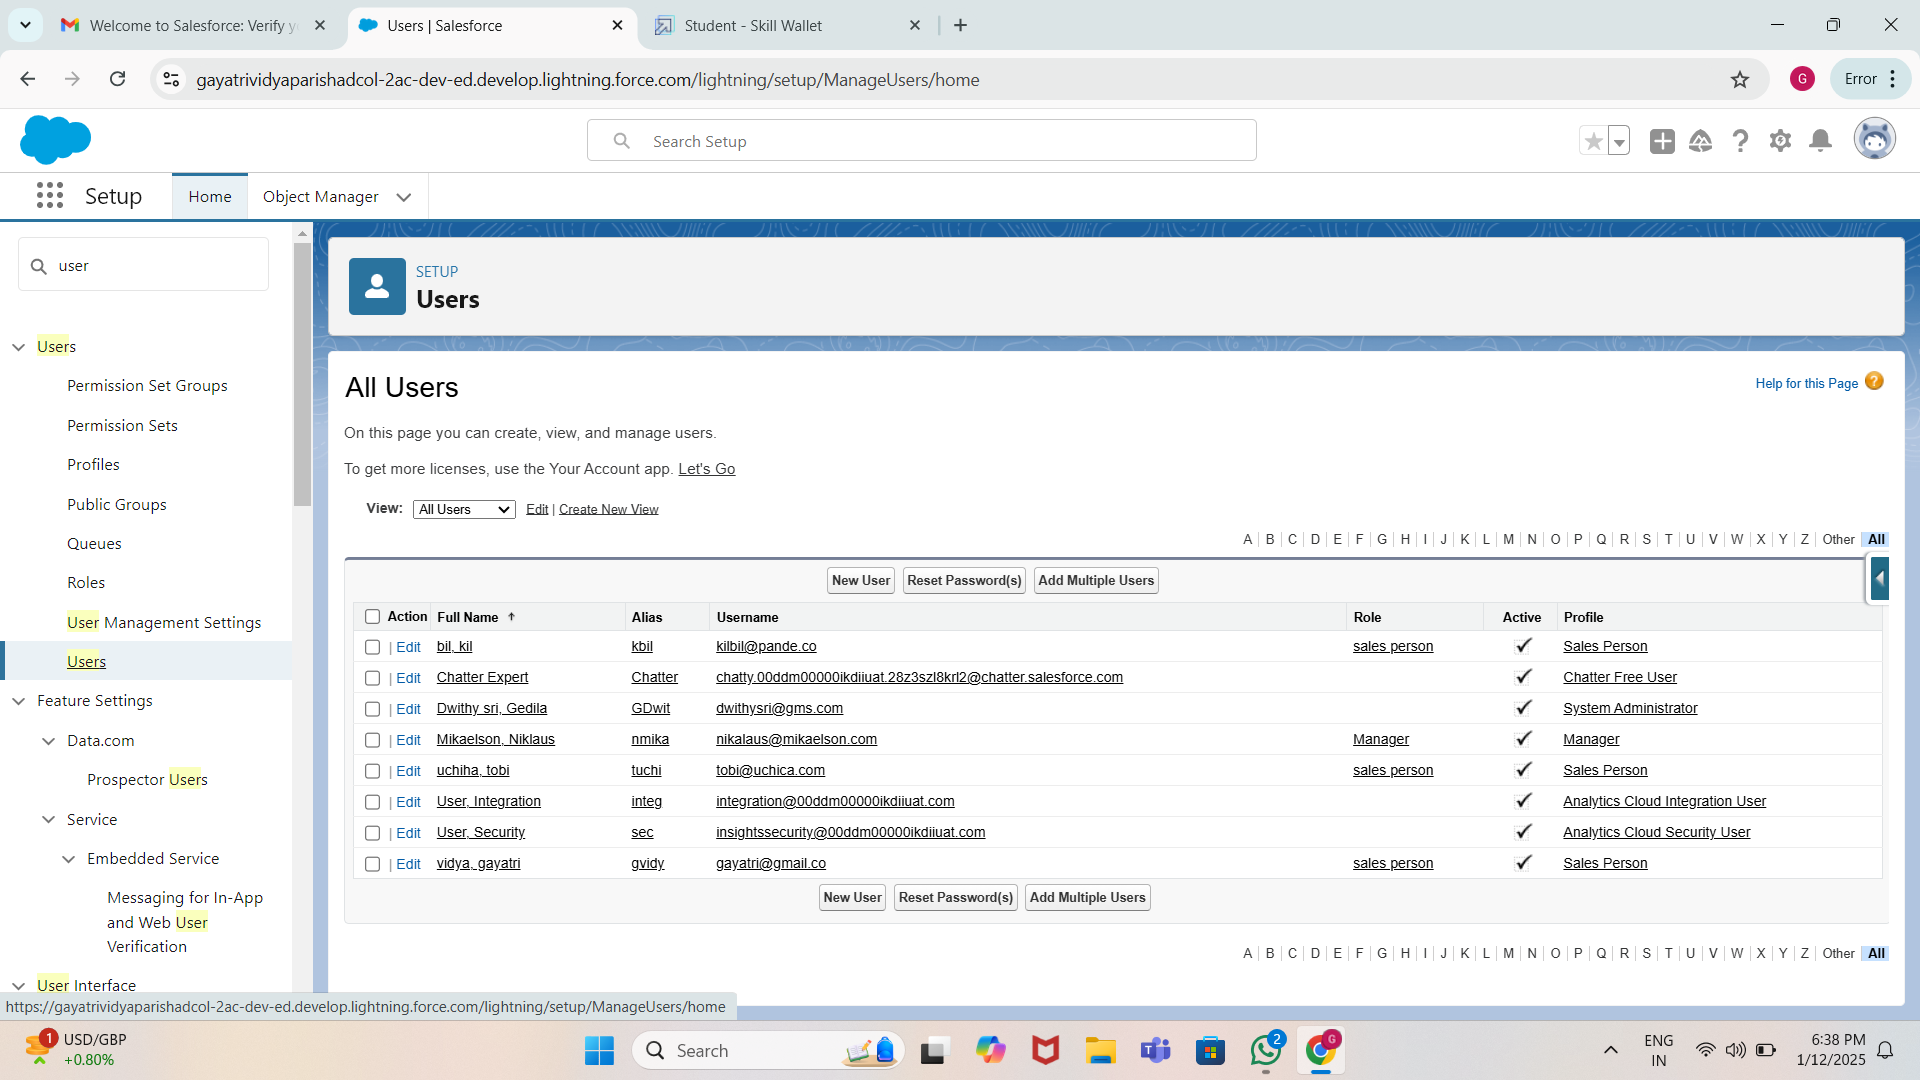 Welcome to Salesforce: Verify y
Users | Salesforce
Student - Skill Wallet
gayatrividyaparishadcol-2ac-dev-ed.develop.lightning.force.com/lightning/setup/ManageUsers/home
G
Error
Search Setup
Setup
Home
Object Manager
user
Users
Permission Set Groups
Permission Sets
Profiles
Public Groups
Queues
Roles
User Management Settings
Users
Feature Settings
Data.com
Prospector Users
Service
Embedded Service
Messaging for In-App
and Web User
Verification
User Interface
SETUP
Users
All Users
Help for this Page ?
On this page you can create, view, and manage users.
To get more licenses, use the Your Account app. Let's Go
View: All Users Edit | Create New View
A B C D E F G H I J K L M N O P Q R S T U V W X Y Z Other All
New User Reset Password(s) Add Multiple Users
Action Full Name Alias Username Role Active Profile
| Edit bil, kil kbil kilbil@pande.co sales person Sales Person
| Edit Chatter Expert Chatter chatty.00ddm00000ikdiiuat.28z3szl8krl2@chatter.salesforce.com Chatter Free User
| Edit Dwithy sri, Gedila GDwit dwithysri@gms.com System Administrator
| Edit Mikaelson, Niklaus nmika nikalaus@mikaelson.com Manager Manager
| Edit uchiha, tobi tuchi tobi@uchica.com sales person Sales Person
| Edit User, Integration integ integration@00ddm00000ikdiiuat.com Analytics Cloud Integration User
| Edit User, Security sec insightssecurity@00ddm00000ikdiiuat.com Analytics Cloud Security User
| Edit vidya, gayatri gvidy gayatri@gmail.co sales person Sales Person
New User Reset Password(s) Add Multiple Users
A B C D E F G H I J K L M N O P Q R S T U V W X Y Z Other All
https://gayatrividyaparishadcol-2ac-dev-ed.develop.lightning.force.com/lightning/setup/ManageUsers/home
1
USD/GBP
+0.80%
Search
2
G
ENG
IN
6:38 PM
1/12/2025